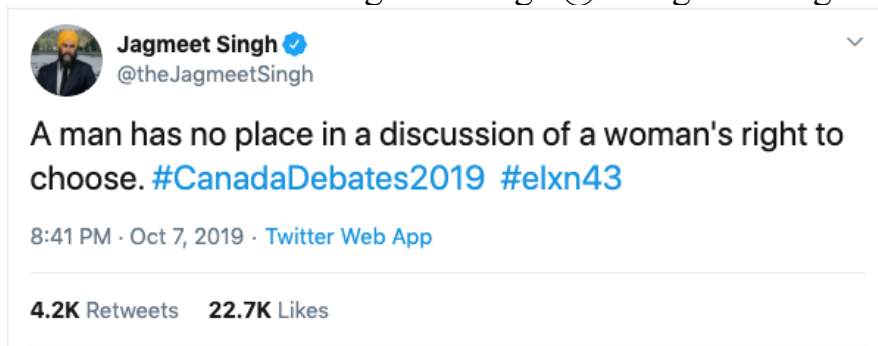 Jagmeet Singh
@theJagmeetSingh
A man has no place in a discussion of a woman's right to
choose. #CanadaDebates2019 #elxn43
8:41 PM · Oct 7, 2019 · Twitter Web App
4.2K Retweets 22.7K Likes